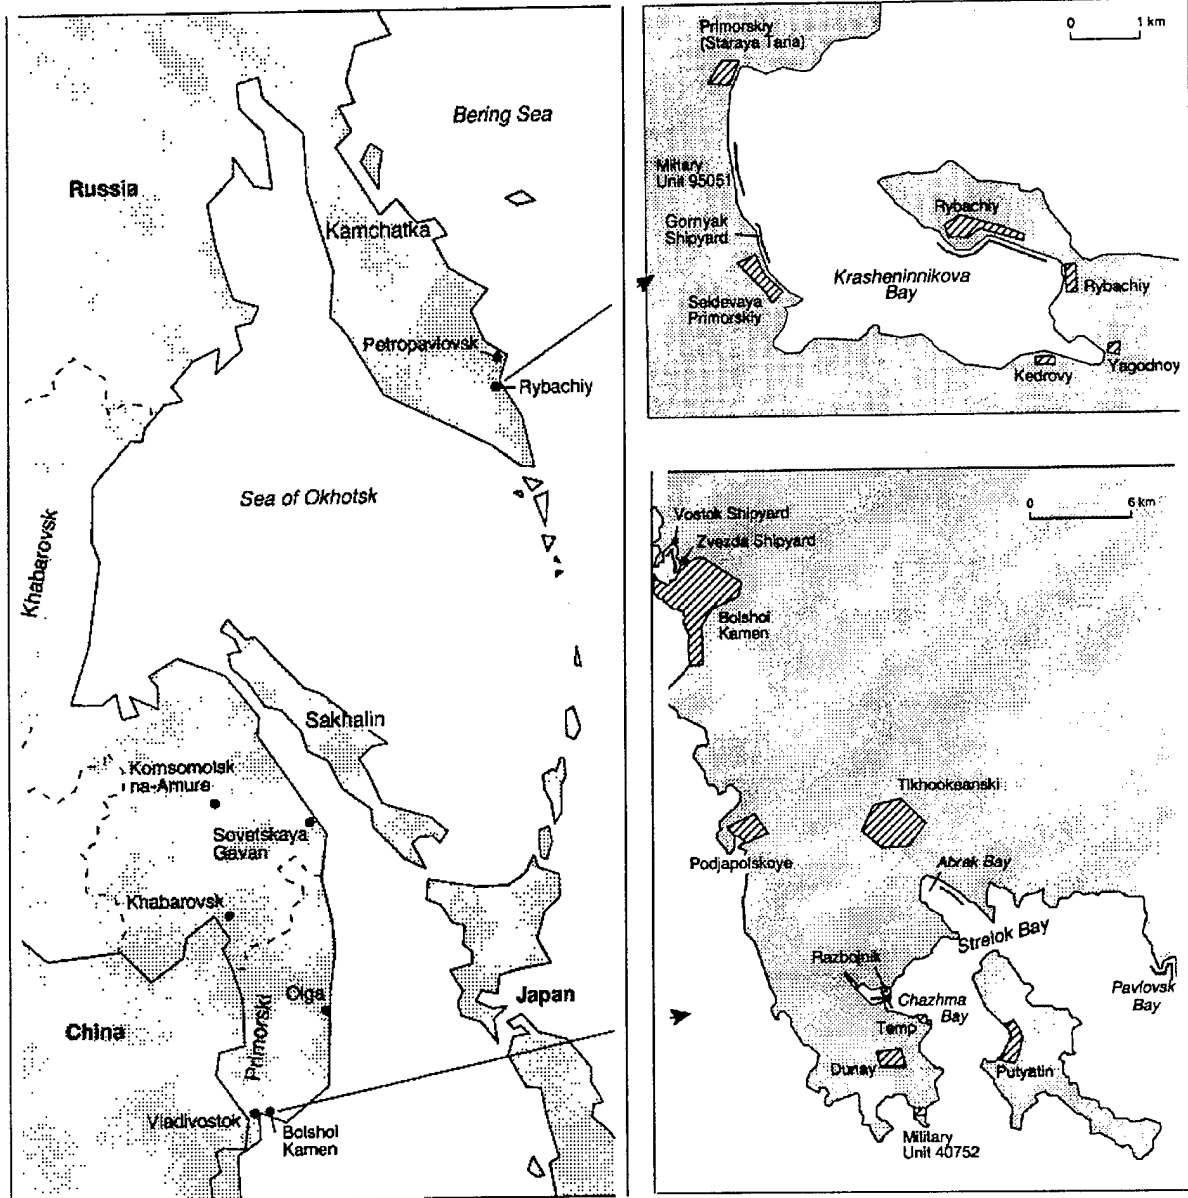 Bering Sea
Russia
Kamchatka
Petropavlovsk
Rybachiy
Sea of Okhotsk
Khabarovsk
Sakhalin
Komsomolsk
na-Amure
Sovetskaya
Gavan
Khabarovsk
Olga
Japan
China
Primorski
Vladivostok
Bolshoi
Kamen
Primorskiy
(Staraya Taria)
0 1 km
Military
Unit 95051
Rybachiy
Gornyak
Shipyard
Krasheninnikova
Bay
Rybachiy
Seldevaya
Primorskiy
Kedrovy
Yagodnoy
0 6 km
Vostok Shipyard
Zvezda Shipyard
Bolshoi
Kamen
Tikhookeanski
Podjapolskoye
Abrak Bay
Strelok Bay
Razbojnik
Pavlovsk
Bay
Chazhma
Bay
Temp
Dunay
Putyatin
Military
Unit 40752